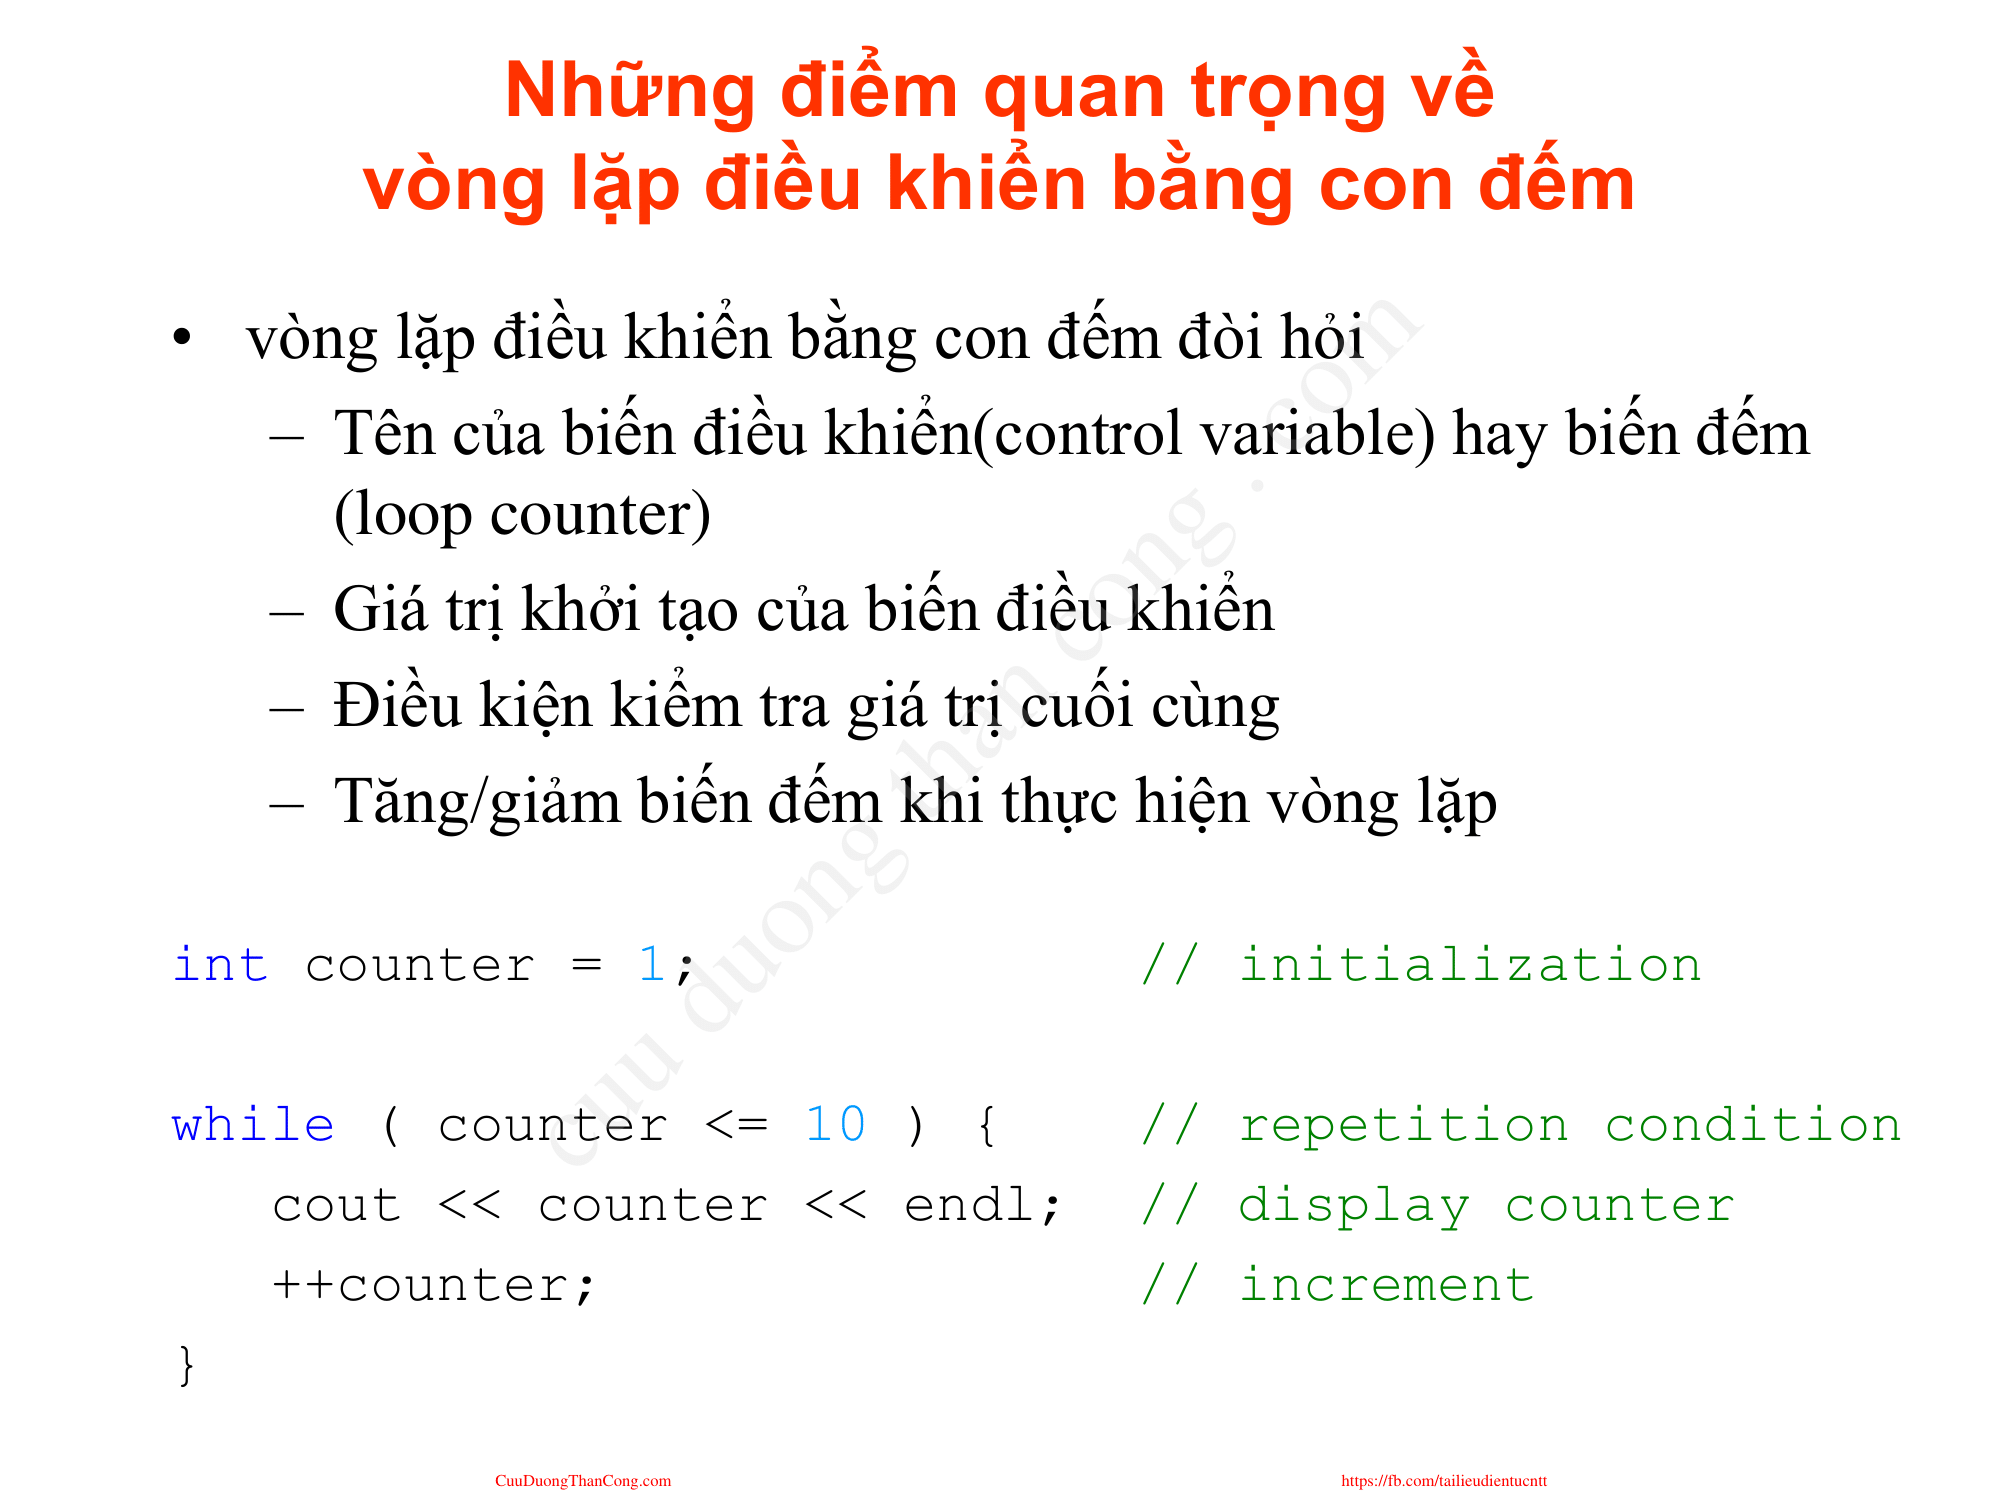 Những điểm quan trọng về
vòng lặp điều khiển bằng con đếm
• vòng lặp điều khiển bằng con đếm đòi hỏi
– Tên của biến điều khiển(control variable) hay biến đếm
(loop counter)
– Giá trị khởi tạo của biến điều khiển
– Điều kiện kiểm tra giá trị cuối cùng
– Tăng/giảm biến đếm khi thực hiện vòng lặp
int counter = 1; // initialization
while ( counter <= 10 ) { // repetition condition
cout << counter << endl; // display counter
++counter; // increment
}
cuu duong than cong . com
CuuDuongThanCong.com https://fb.com/tailieudientucntt